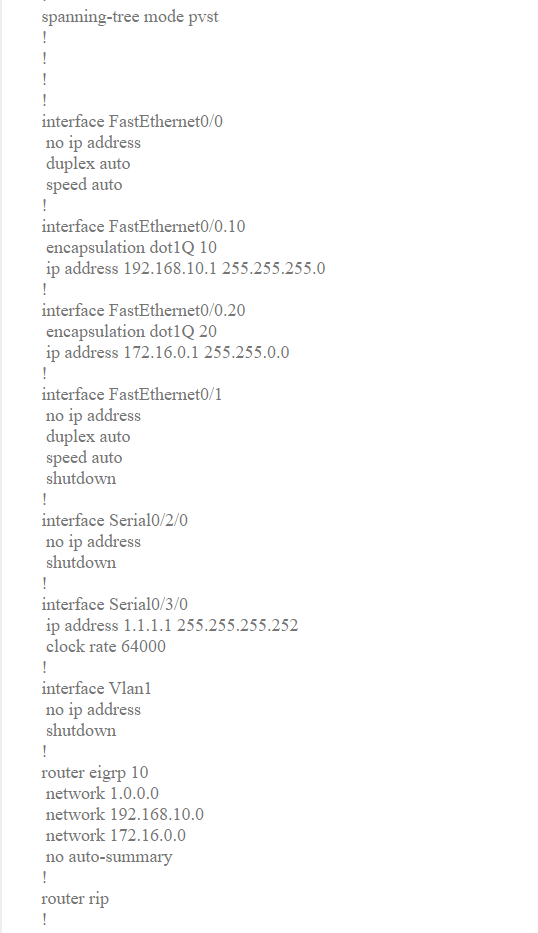 spanning-tree mode pvst
!
!
!
!
interface FastEthernet0/0
no ip address
duplex auto
speed auto
!
interface FastEthernet0/0.10
encapsulation dot1Q 10
ip address 192.168.10.1 255.255.255.0
!
interface FastEthernet0/0.20
encapsulation dot1Q 20
ip address 172.16.0.1 255.255.0.0
!
interface FastEthernet0/1
no ip address
duplex auto
speed auto
shutdown
!
interface Serial0/2/0
no ip address
shutdown
!
interface Serial0/3/0
ip address 1.1.1.1 255.255.255.252
clock rate 64000
!
interface Vlan1
no ip address
shutdown
!
router eigrp 10
network 1.0.0.0
network 192.168.10.0
network 172.16.0.0
no auto-summary
!
router rip
!